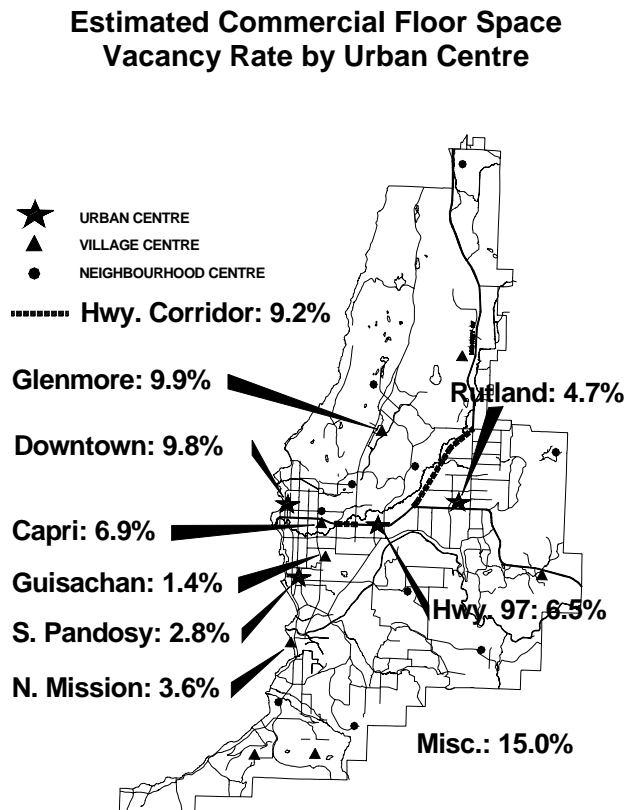 Estimated Commercial Floor Space
Vacancy Rate by Urban Centre
URBAN CENTRE
VILLAGE CENTRE
NEIGHBOURHOOD CENTRE
Hwy. Corridor: 9.2%
Glenmore: 9.9%
Rutland: 4.7%
Downtown: 9.8%
Capri: 6.9%
Guisachan: 1.4%
Hwy. 97: 6.5%
S. Pandosy: 2.8%
N. Mission: 3.6%
Misc.: 15.0%